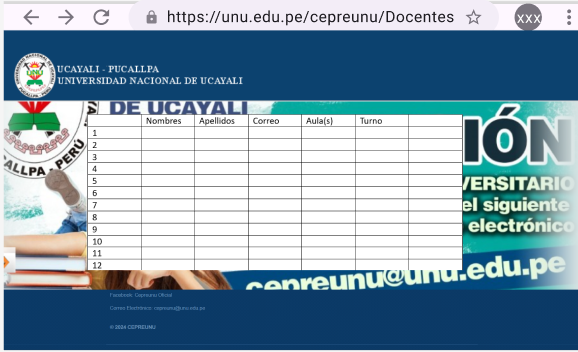 https://unu.edu.pe/cepreunu/Docentes
XXX
UCAYALI - PUCALLPA
UNIVERSIDAD NACIONAL DE UCAYALI
DE UCAYALI
IÓN
Nombres Apellidos Correo Aula(s) Turno
1
2
3
4
5
6
7
8
9
10
11
12
ALLPA - PERÚ
VERSITARIO
el siguiente
electrónico
cepreunu@unu.edu.pe
Facebook: Cepreunu Oficial
Correo Electrónico: cepreunu@unu.edu.pe
© 2024 CEPREUNU